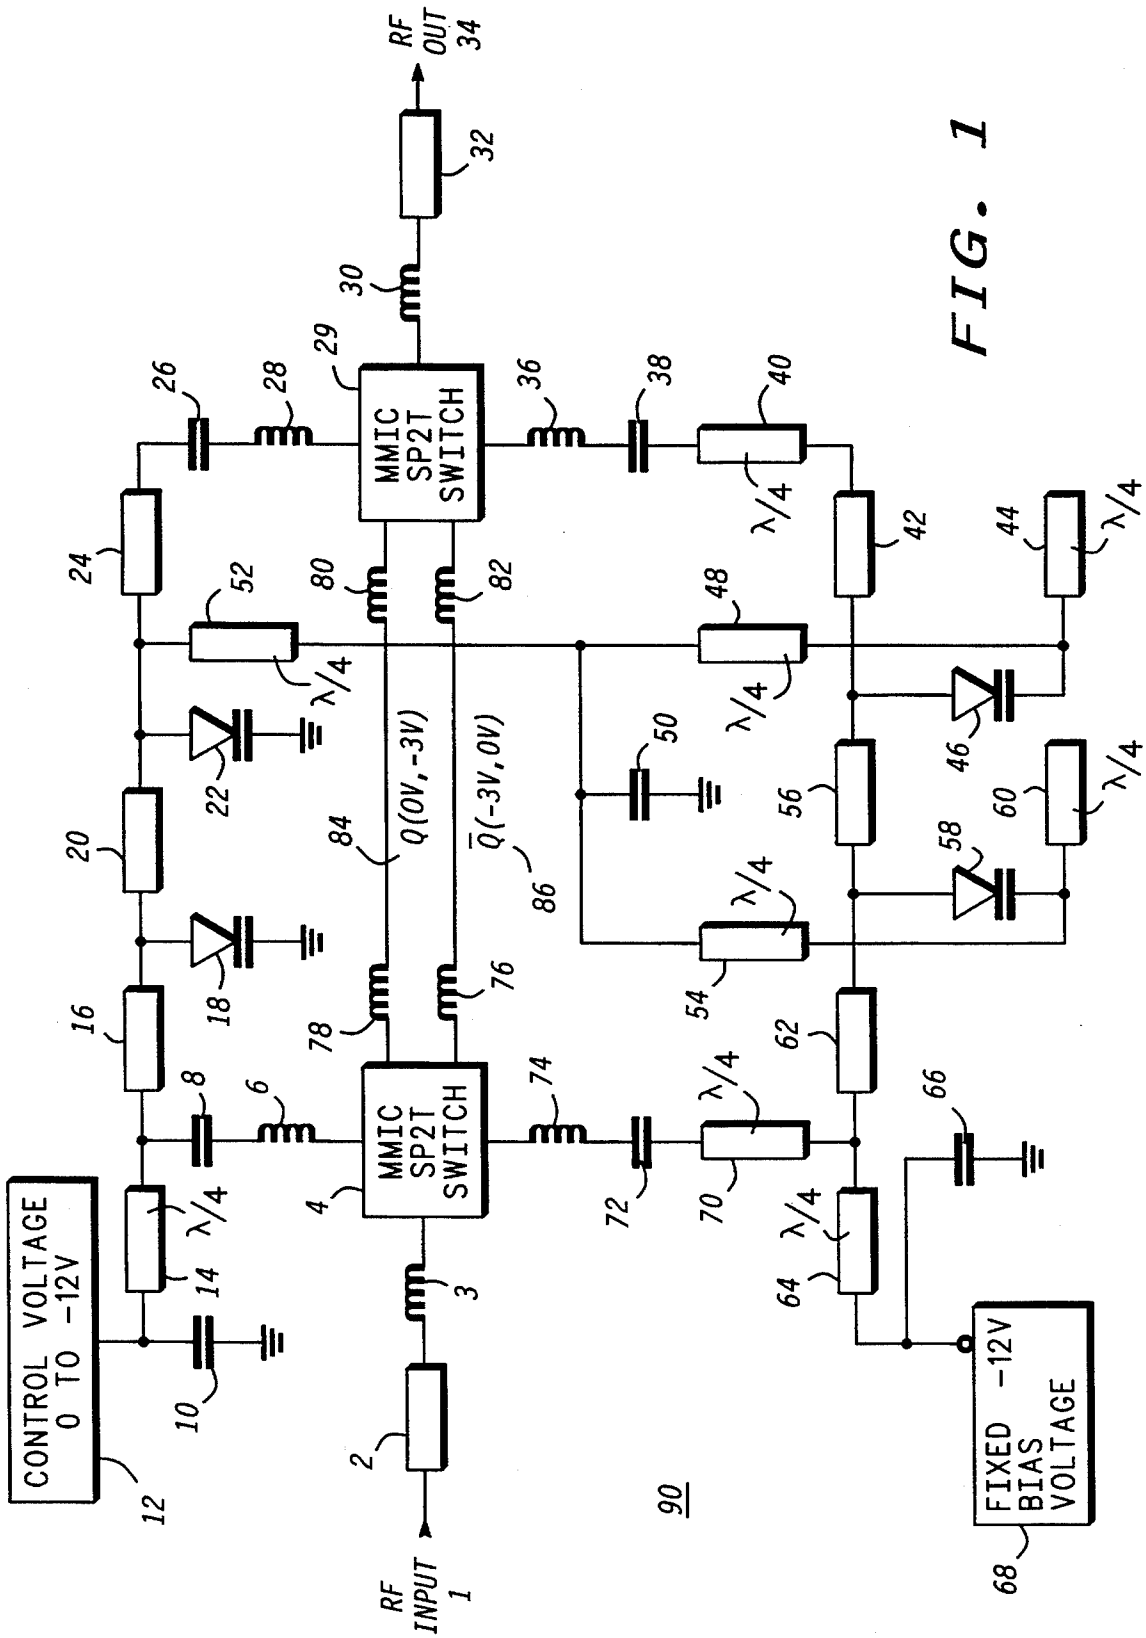 CONTROL VOLTAGE
0 TO -12V
12
10
14
λ/4
8
6
16
18
20
22
24
52
λ/4
26
28
RF
INPUT
1
2
3
4
MMIC
SP2T
SWITCH
78
76
84
Q(0V,-3V)
Q̅(-3V,0V)
86
80
82
29
MMIC
SP2T
SWITCH
30
32
RF
OUT
34
74
72
70
λ/4
54
λ/4
50
48
λ/4
36
38
40
λ/4
64
λ/4
66
62
58
56
46
42
60
λ/4
44
λ/4
68
FIXED -12V
BIAS
VOLTAGE
90
FIG. 1